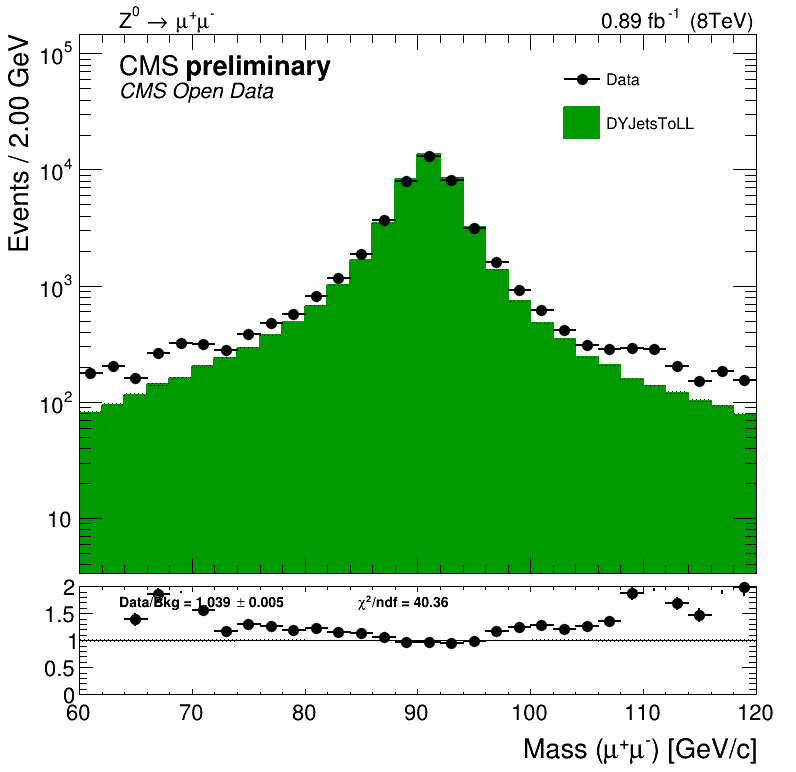 Z⁰ → μ⁺μ⁻ 0.89 fb⁻¹ (8TeV)
CMS preliminary
CMS Open Data
Data
DYJetsToLL
Events / 2.00 GeV
10⁵
10⁴
10³
10²
10
Data/Bkg = 1.039 ± 0.005 χ²/ndf = 40.36
2
1.5
1
0.5
0
60 70 80 90 100 110 120
Mass (μ⁺μ⁻) [GeV/c]